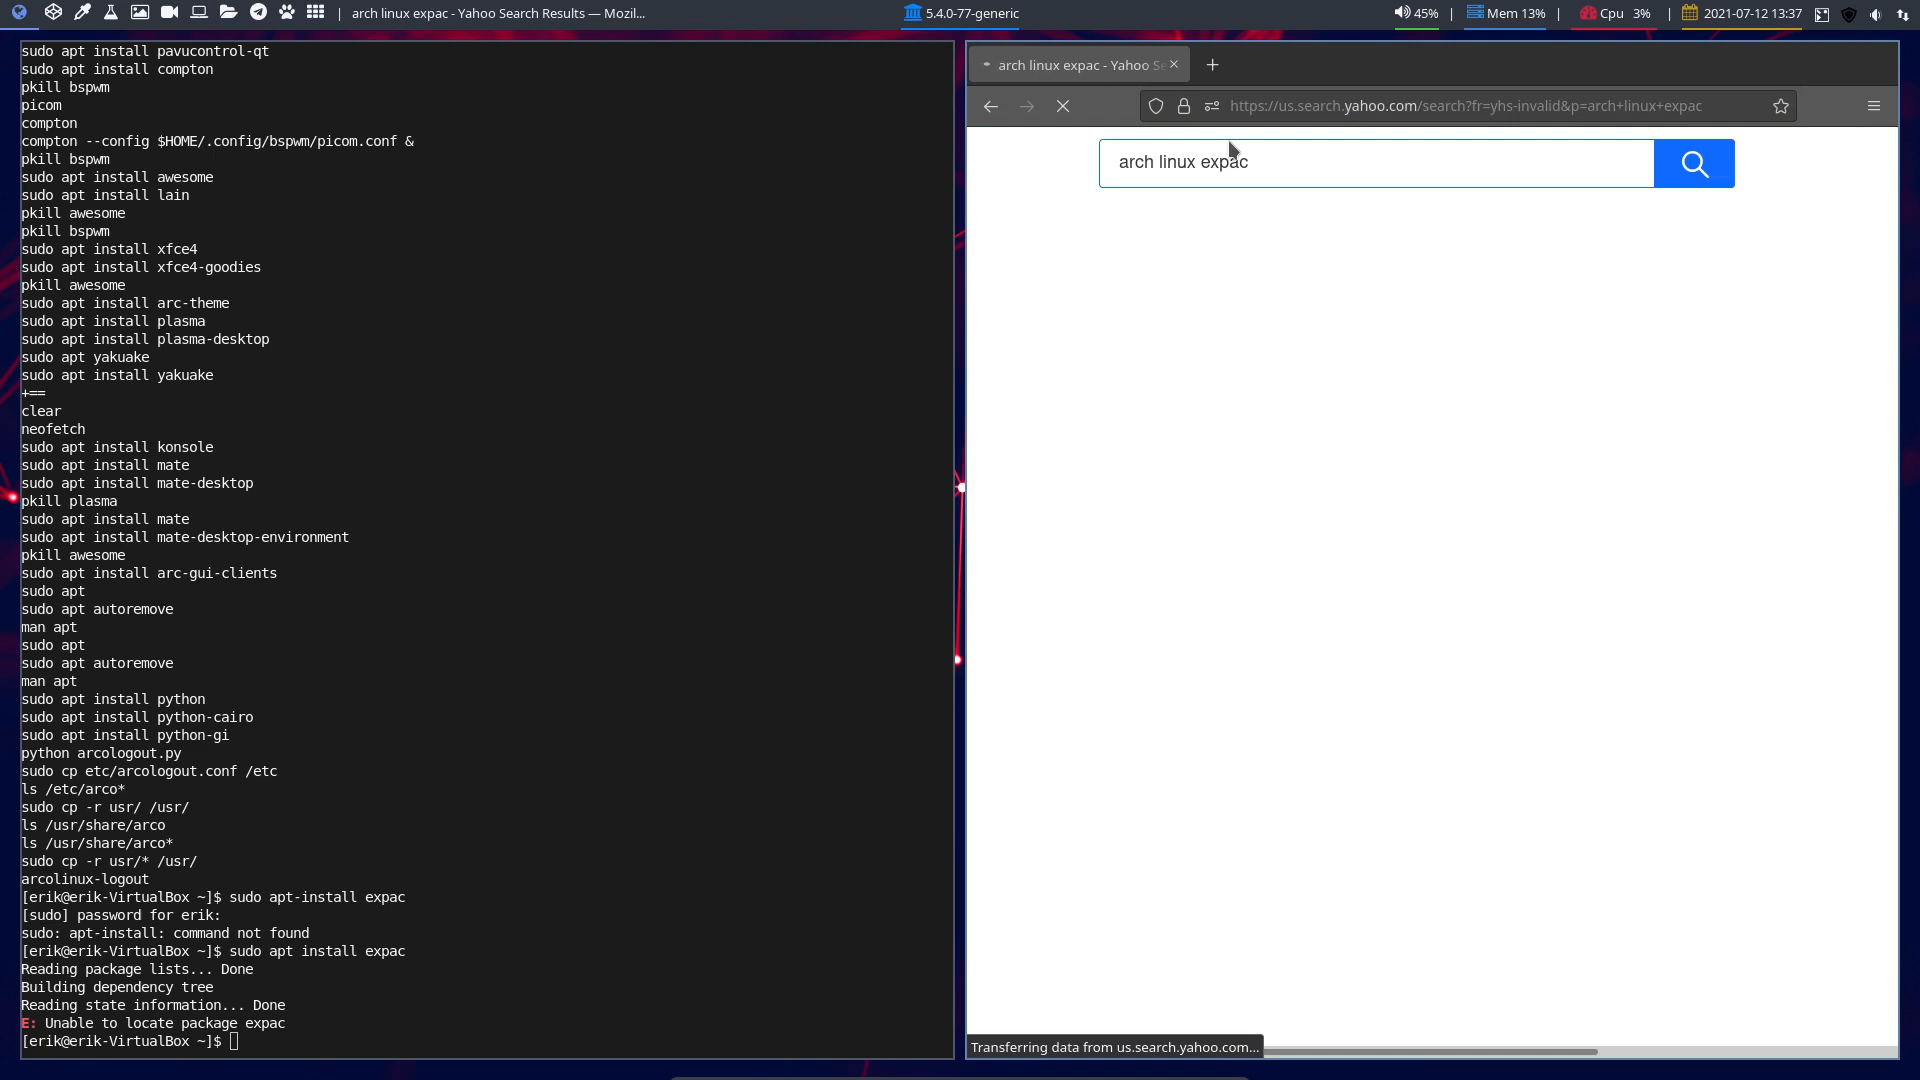 | arch linux expac - Yahoo Search Results — Mozil...
5.4.0-77-generic
45% | Mem 13% | Cpu 3% | 2021-07-12 13:37
sudo apt install pavucontrol-qt
sudo apt install compton
pkill bspwm
picom
compton
compton --config $HOME/.config/bspwm/picom.conf &
pkill bspwm
sudo apt install awesome
sudo apt install lain
pkill awesome
pkill bspwm
sudo apt install xfce4
sudo apt install xfce4-goodies
pkill awesome
sudo apt install arc-theme
sudo apt install plasma
sudo apt install plasma-desktop
sudo apt yakuake
sudo apt install yakuake
+==
clear
neofetch
sudo apt install konsole
sudo apt install mate
sudo apt install mate-desktop
pkill plasma
sudo apt install mate
sudo apt install mate-desktop-environment
pkill awesome
sudo apt install arc-gui-clients
sudo apt
sudo apt autoremove
man apt
sudo apt
sudo apt autoremove
man apt
sudo apt install python
sudo apt install python-cairo
sudo apt install python-gi
python arcologout.py
sudo cp etc/arcologout.conf /etc
ls /etc/arco*
sudo cp -r usr/ /usr/
ls /usr/share/arco
ls /usr/share/arco*
sudo cp -r usr/* /usr/
arcolinux-logout
[erik@erik-VirtualBox ~]$ sudo apt-install expac
[sudo] password for erik:
sudo: apt-install: command not found
[erik@erik-VirtualBox ~]$ sudo apt install expac
Reading package lists... Done
Building dependency tree
Reading state information... Done
E: Unable to locate package expac
[erik@erik-VirtualBox ~]$
arch linux expac - Yahoo Se
https://us.search.yahoo.com/search?fr=yhs-invalid&p=arch+linux+expac
arch linux expac
Transferring data from us.search.yahoo.com...